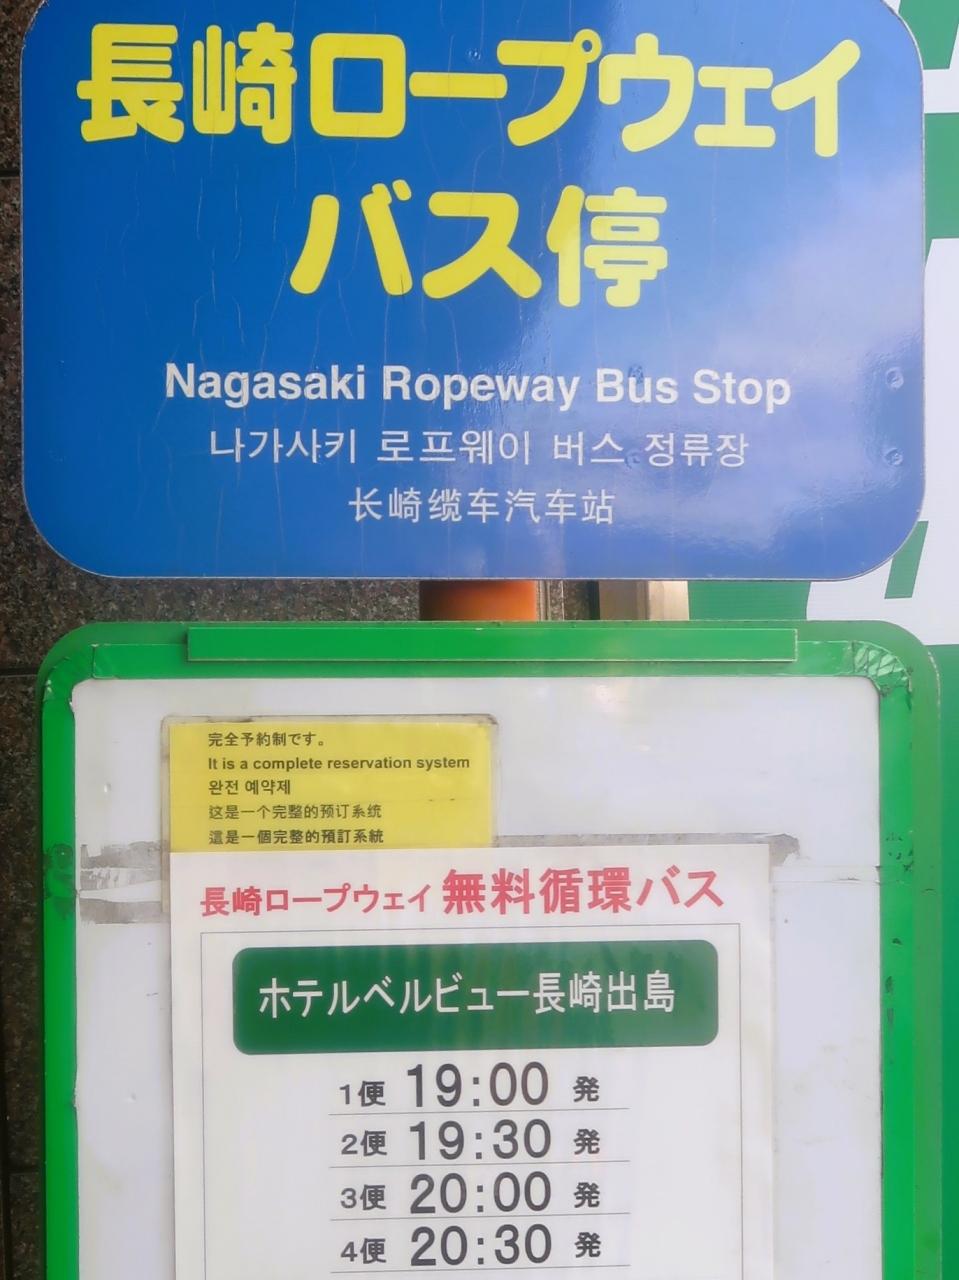 長崎ロープウェイ
バス停
Nagasaki Ropeway Bus Stop
나가사키 로프웨이 버스 정류장
长崎缆车汽车站
完全予約制です。
It is a complete reservation system
완전 예약제
这是一个完整的预订系统
這是一個完整的預訂系統
長崎ロープウェイ 無料循環バス
ホテルベルビュー長崎出島
1便 19:00 発
2便 19:30 発
3便 20:00 発
4便 20:30 発